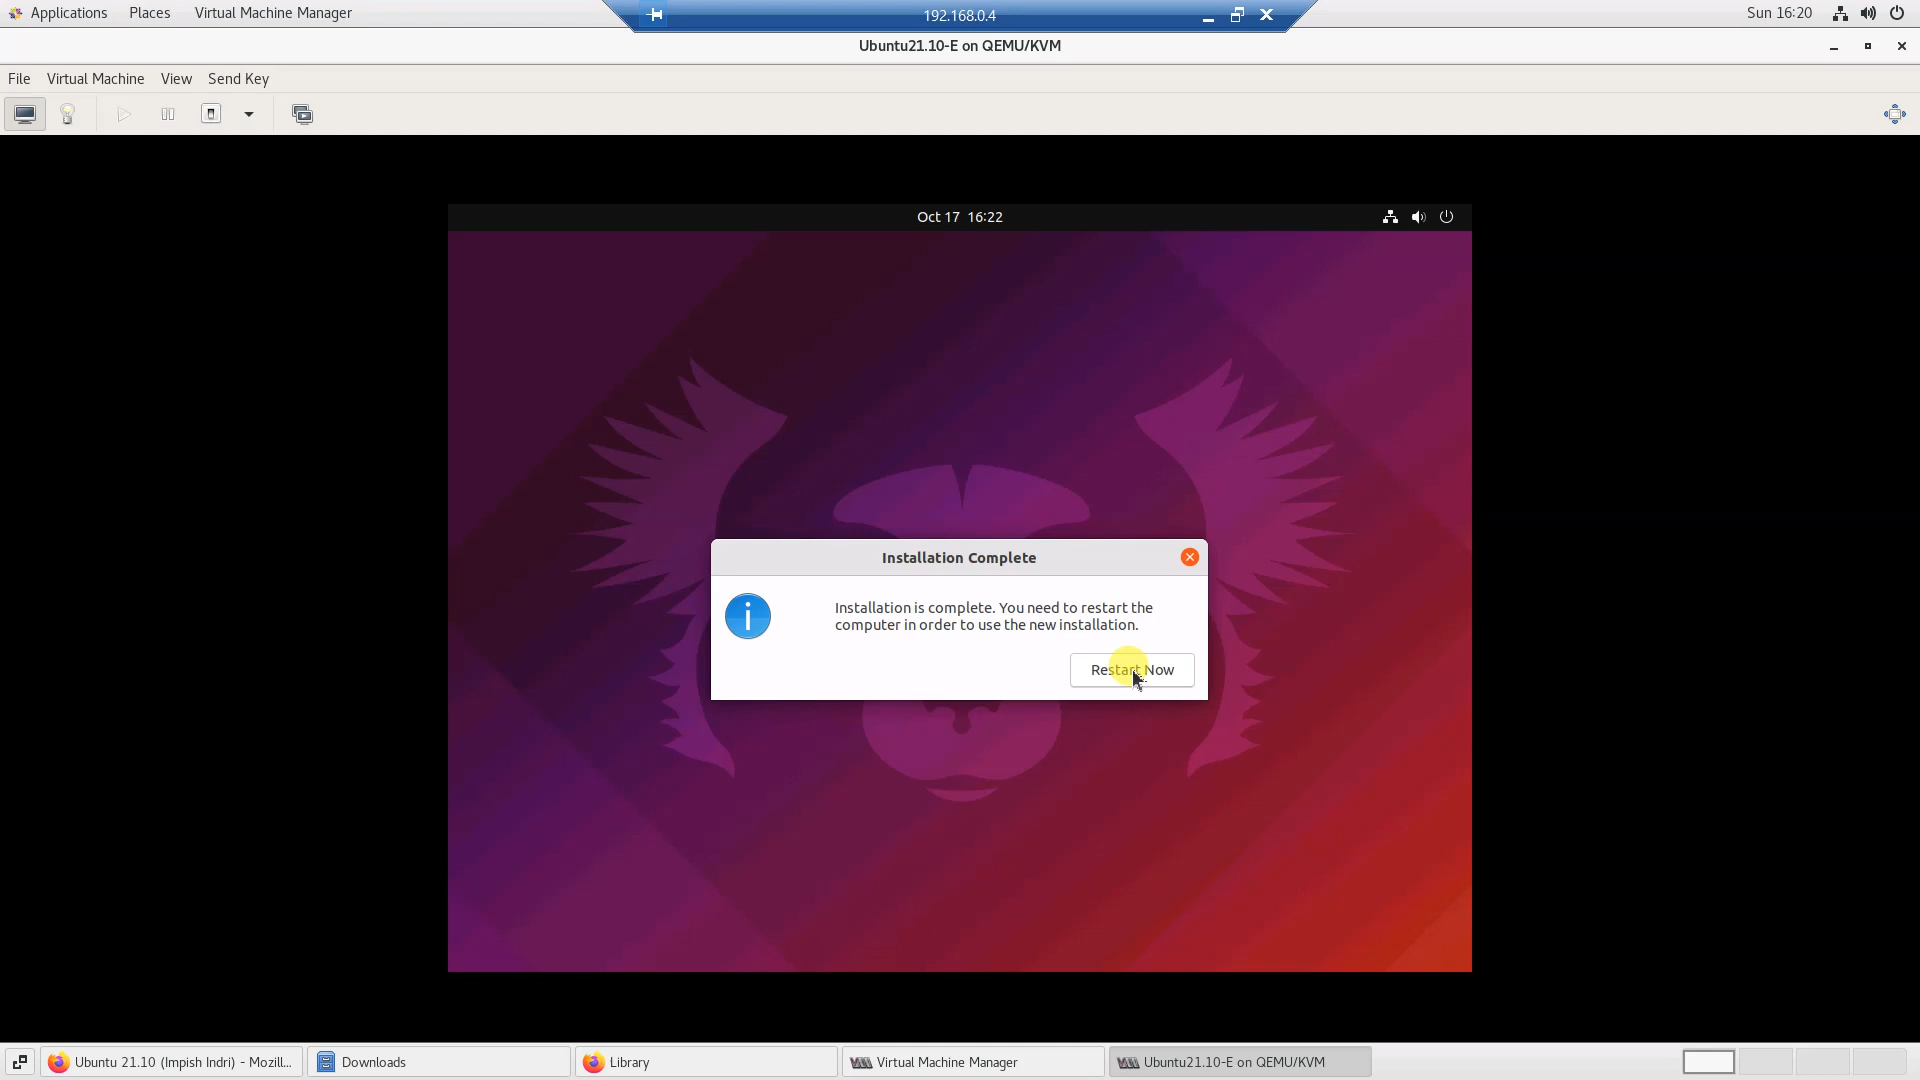 Applications Places Virtual Machine Manager
192.168.0.4
Sun 16:20
Ubuntu21.10-E on QEMU/KVM
File Virtual Machine View Send Key
Oct 17 16:22
Installation Complete
Installation is complete. You need to restart the
computer in order to use the new installation.
Restart Now
Ubuntu 21.10 (Impish Indri) - Mozill...
Downloads
Library
Virtual Machine Manager
Ubuntu21.10-E on QEMU/KVM